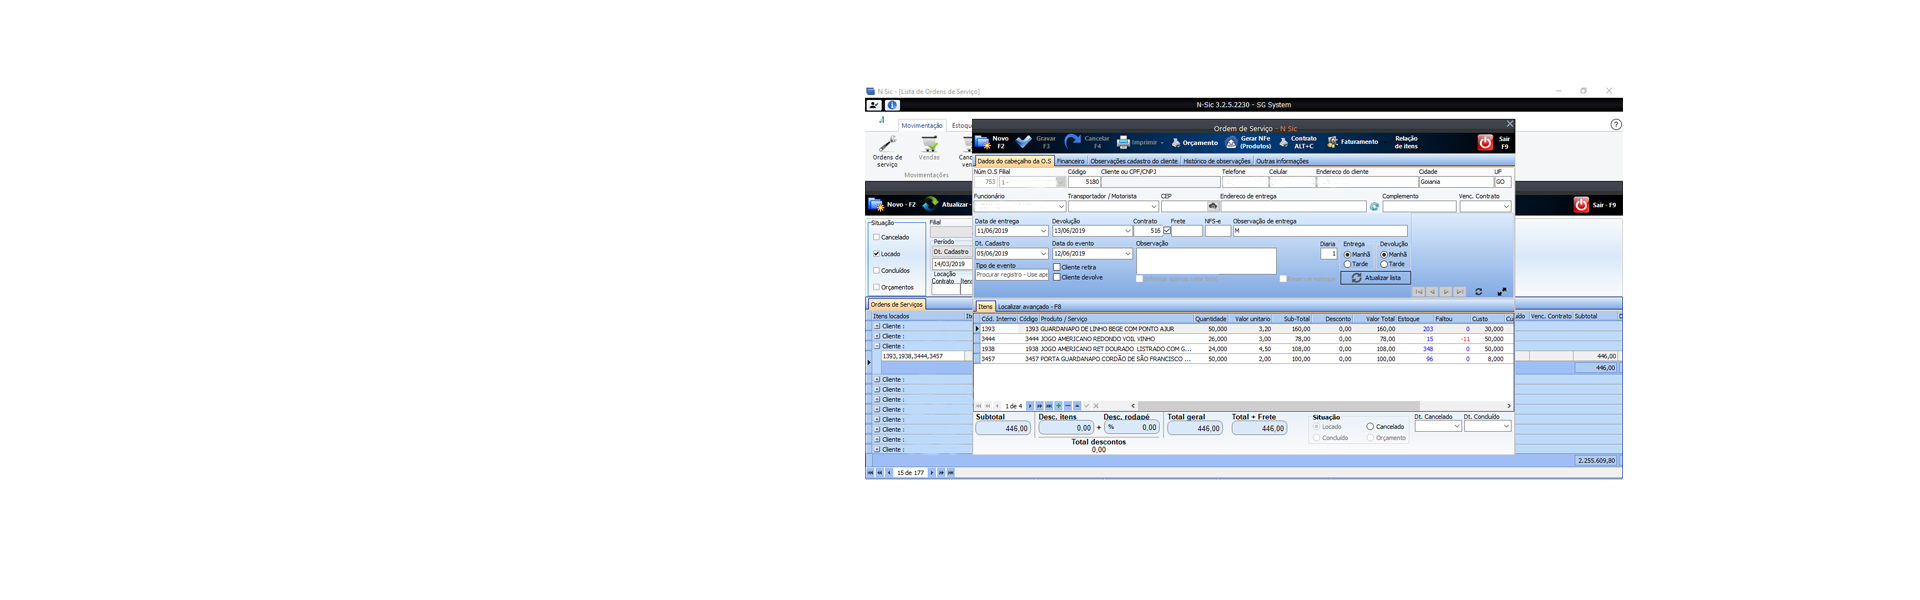 N Sic - [Lista de Ordens de Serviço]
N-Sic 3.2.5.2230 - SG System
Movimentação Estoqu
Ordens de serviço
Vendas
Canc ven
Movimentações
Novo - F2 Atualizar - Sair - F9
Situação
Cancelado
Locado
Concluídos
Orçamentos
Filial
Período
Dt. Cadastro
14/03/2019
Locação
Contrato Itens
Ordens de Serviços
Itens locados
Cliente :
Cliente :
Cliente :
1393,1938,3444,3457
Cliente :
Cliente :
Cliente :
Cliente :
Cliente :
Cliente :
Cliente :
Cliente :
15 de 177
Venc. Contrato Subtotal
446,00
446,00
2.255.609,80
Ordem de Serviço - N Sic
Novo F2
Gravar F3
Cancelar F4
Imprimir
Orçamento
Gerar NFe (Produtos)
Contrato ALT+C
Faturamento
Relação de itens
Sair F9
Dados do cabeçalho da O.S Financeiro Observações cadastro do cliente Histórico de observações Outras informações
Núm O.S Filial Código Cliente ou CPF/CNPJ Telefone Celular Endereco do cliente Cidade UF
753 1 - 5180 Goiania GO
Funcionário Transportador / Motorista CEP Endereco de entrega Complemento Venc. Contrato
Data de entrega Devolução Contrato Frete NFS-e Observação de entrega
11/06/2019 13/06/2019 516 M
Dt. Cadastro Data do evento Observação Diaria Entrega Devolução
05/06/2019 12/06/2019 1 Manhã Manhã
Tarde Tarde
Tipo de evento Cliente retira
Procurar registro - Use ape Cliente devolve
Atualizar lista
Itens Localizar avançado - F8
Cód. Interno Código Produto / Serviço Quantidade Valor unitario Sub-Total Desconto Valor Total Estoque Faltou Custo Cu
1393 1393 GUARDANAPO DE LINHO BEGE COM PONTO AJUR 50,000 3,20 160,00 0,00 160,00 203 0 30,000
3444 3444 JOGO AMERICANO REDONDO VOIL VINHO 26,000 3,00 78,00 0,00 78,00 15 -11 50,000
1938 1938 JOGO AMERICANO RET DOURADO LISTRADO COM G... 24,000 4,50 108,00 0,00 108,00 348 0 50,000
3457 3457 PORTA GUARDANAPO CORDÃO DE SÃO FRANCISCO ... 50,000 2,00 100,00 0,00 100,00 96 0 8,000
1 de 4
Subtotal Desc. itens Desc. rodapé Total geral Total + Frete
446,00 0,00 + % 0,00 446,00 446,00
Total descontos
0,00
Situação
Locado Cancelado
Concluído Orçamento
Dt. Cancelado Dt. Concluído